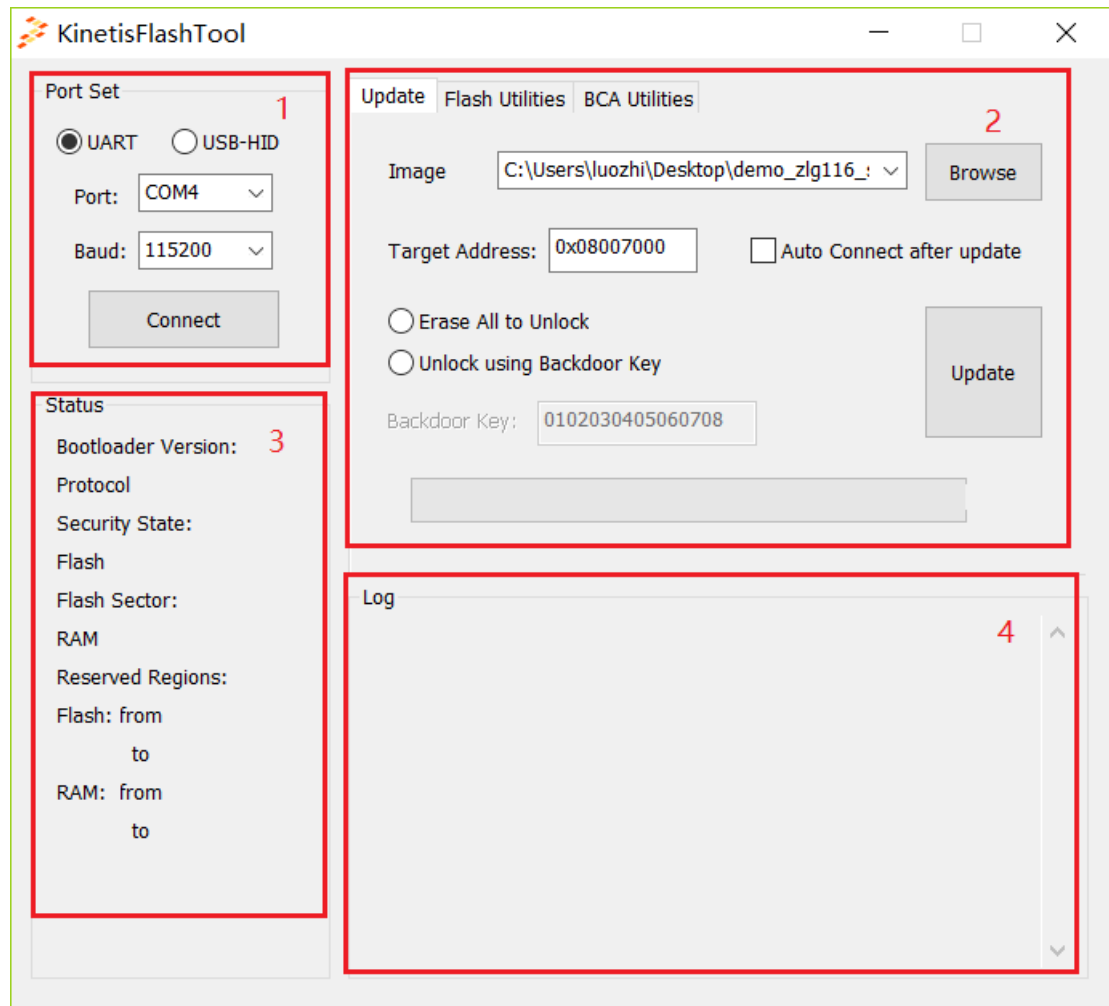 KinetisFlashTool
Port Set
1
UART USB-HID
Port: COM4
Baud: 115200
Connect
Update Flash Utilities BCA Utilities
2
Image C:\Users\luozhi\Desktop\demo_zlg116_ Browse
Target Address: 0x08007000 Auto Connect after update
Erase All to Unlock
Unlock using Backdoor Key
Update
Backdoor Key: 0102030405060708
Status
Bootloader Version: 3
Protocol
Security State:
Flash
Flash Sector:
RAM
Reserved Regions:
Flash: from
to
RAM: from
to
Log
4